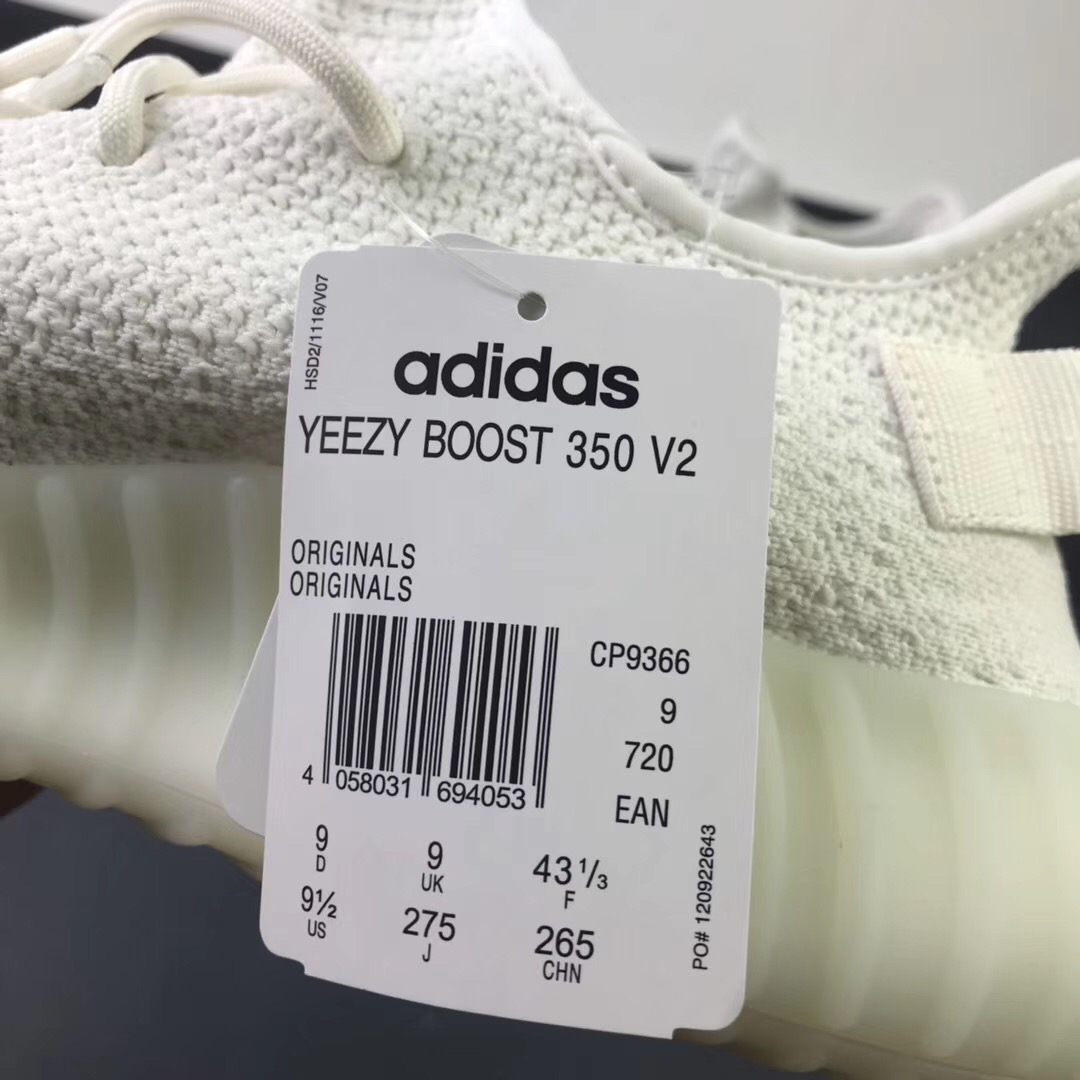 HSD2/1116/V07
adidas
YEEZY BOOST 350 V2
ORIGINALS
ORIGINALS
CP9366
9
720
EAN
4 058031 694053
9 9 43 1/3
D UK F
9½ 275 265
US J CHN
PO# 120922643